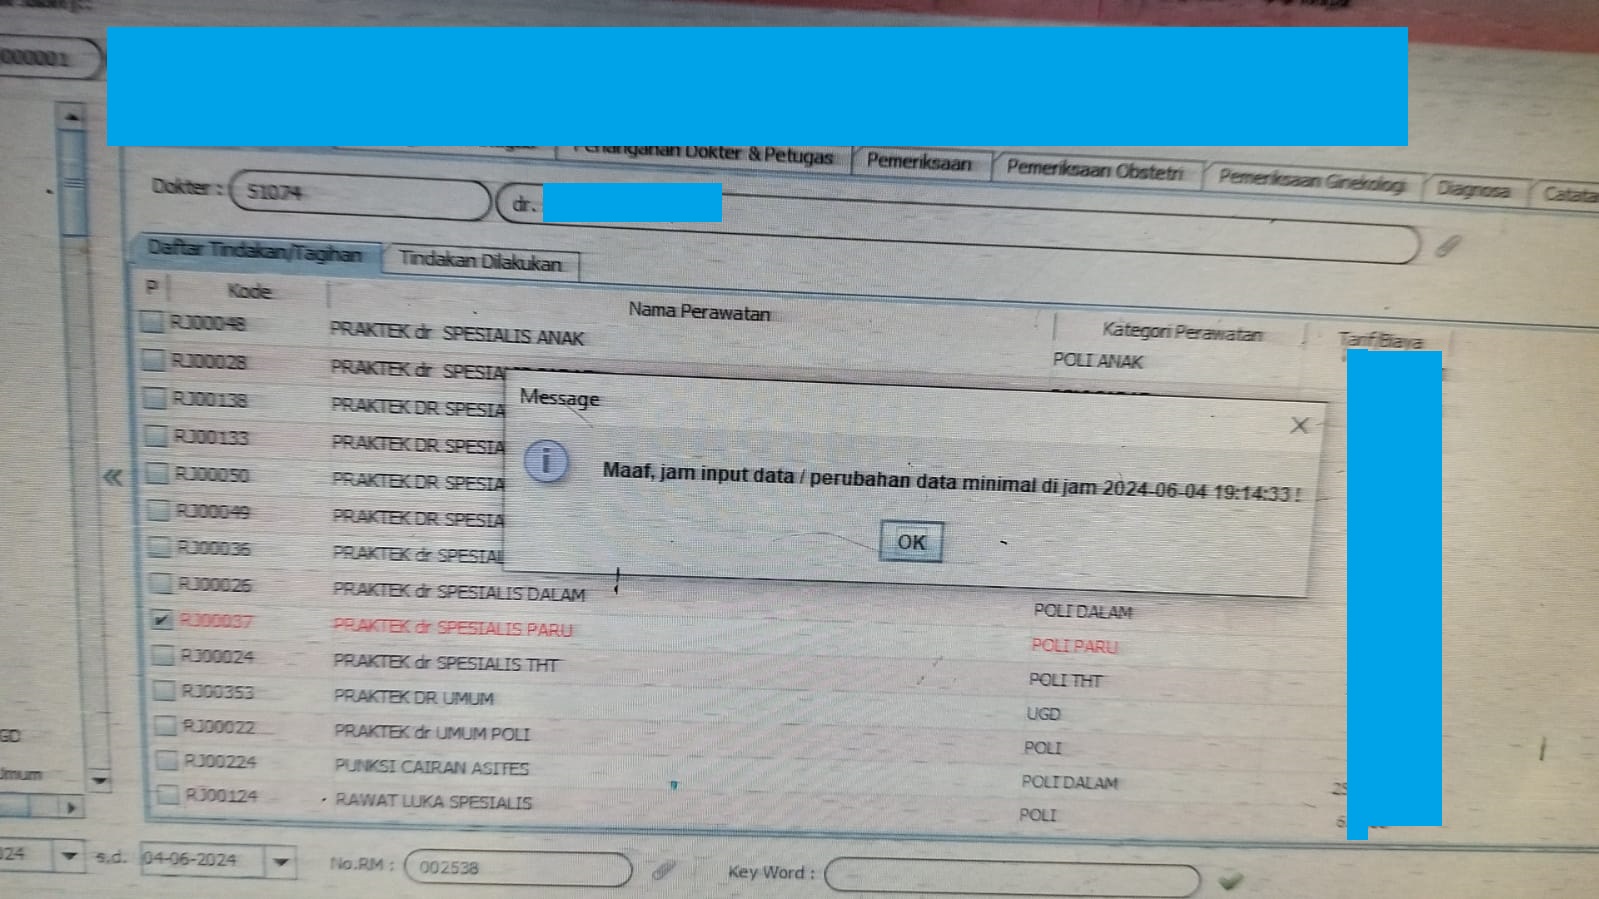 000001
Penanganan Dokter & Petugas Pemeriksaan Pemeriksaan Obstetri Pemeriksaan Ginekologi Diagnosa
Dokter : 51074 dr.
Daftar Tindakan/Tagihan Tindakan Dilakukan
P Kode Nama Perawatan Kategori Perawatan Tarif/Biaya
RJ00048 PRAKTEK dr SPESIALIS ANAK POLI ANAK
RJ00028 PRAKTEK dr SPESIA
RJ00138 PRAKTEK DR SPESIA
RJ00133 PRAKTEK DR SPESIA
RJ00050 PRAKTEK DR SPESIA
RJ00049 PRAKTEK DR SPESIA
RJ00036 PRAKTEK dr SPESIAL
Message
Maaf, jam input data / perubahan data minimal di jam 2024-06-04 19:14:33 !
OK
RJ00026 PRAKTEK dr SPESIALIS DALAM POLI DALAM
RJ00037 PRAKTEK dr SPESIALIS PARU POLI PARU
RJ00024 PRAKTEK dr SPESIALIS THT POLI THT
RJ00353 PRAKTEK DR UMUM UGD
RJ00022 PRAKTEK dr UMUM POLI POLI
RJ00224 PUNKSI CAIRAN ASITES POLI DALAM
RJ00124 RAWAT LUKA SPESIALIS POLI
GD
Umum
024 s.d. 04-06-2024 No.RM : 002538 Key Word :